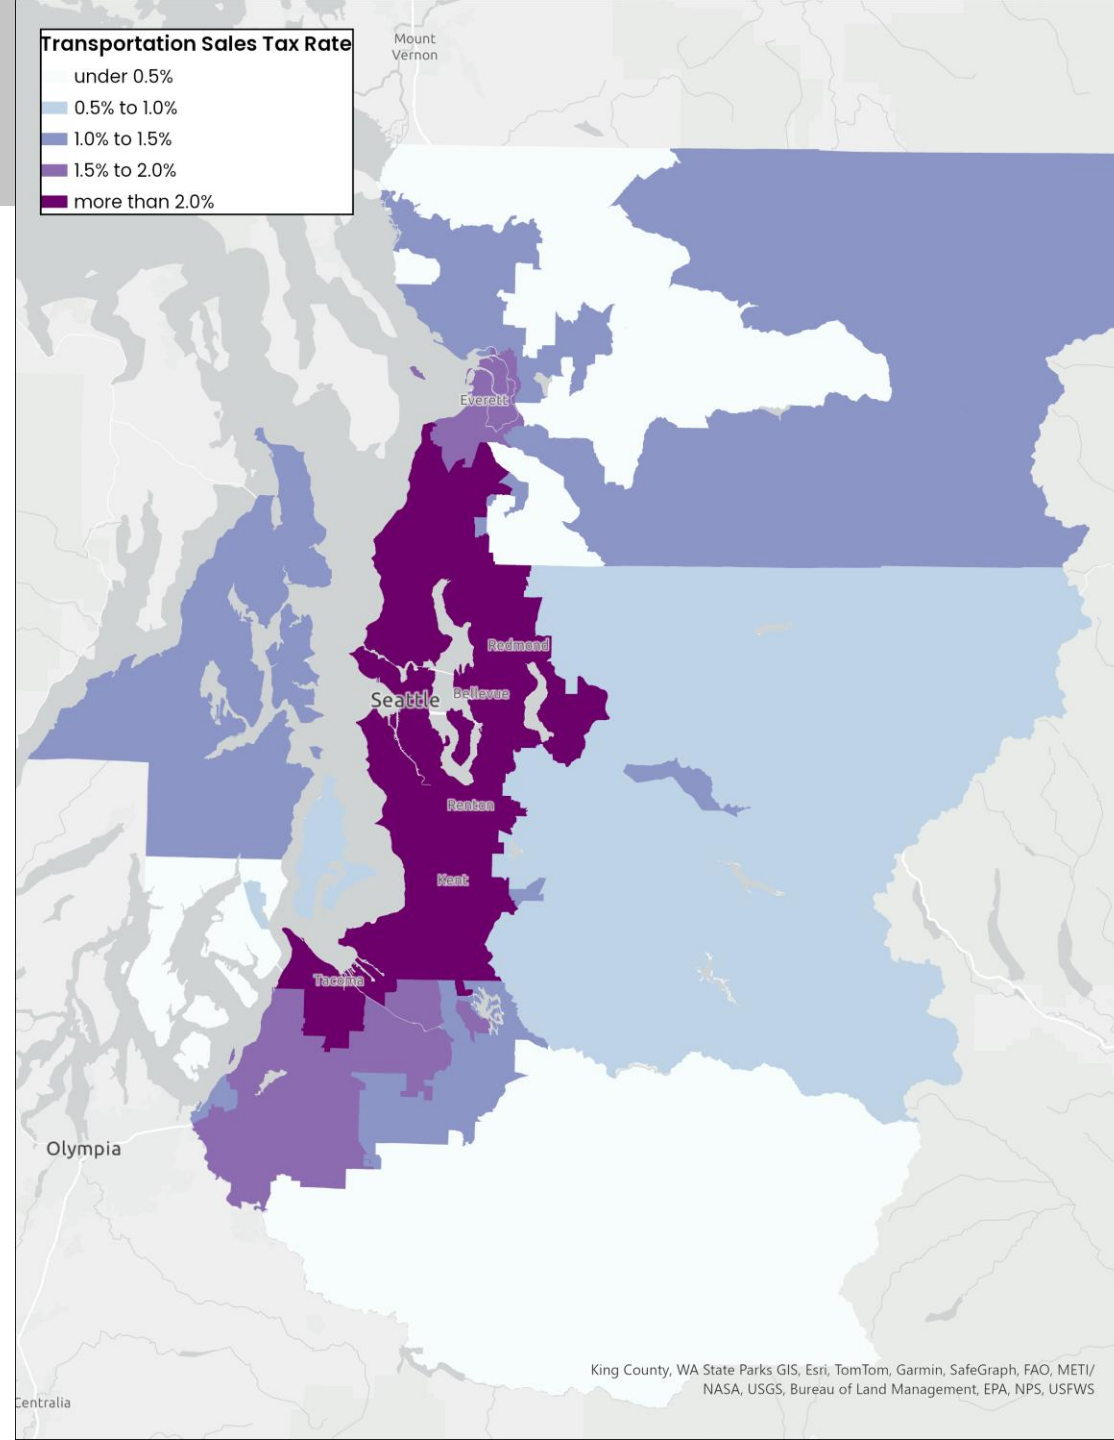 Transportation Sales Tax Rate
under 0.5%
0.5% to 1.0%
1.0% to 1.5%
1.5% to 2.0%
more than 2.0%
Mount
Vernon
Everett
Redmond
Seattle
Bellevue
Renton
Kent
Tacoma
Olympia
King County, WA State Parks GIS, Esri, TomTom, Garmin, SafeGraph, FAO, METI/
NASA, USGS, Bureau of Land Management, EPA, NPS, USFWS
Centralia